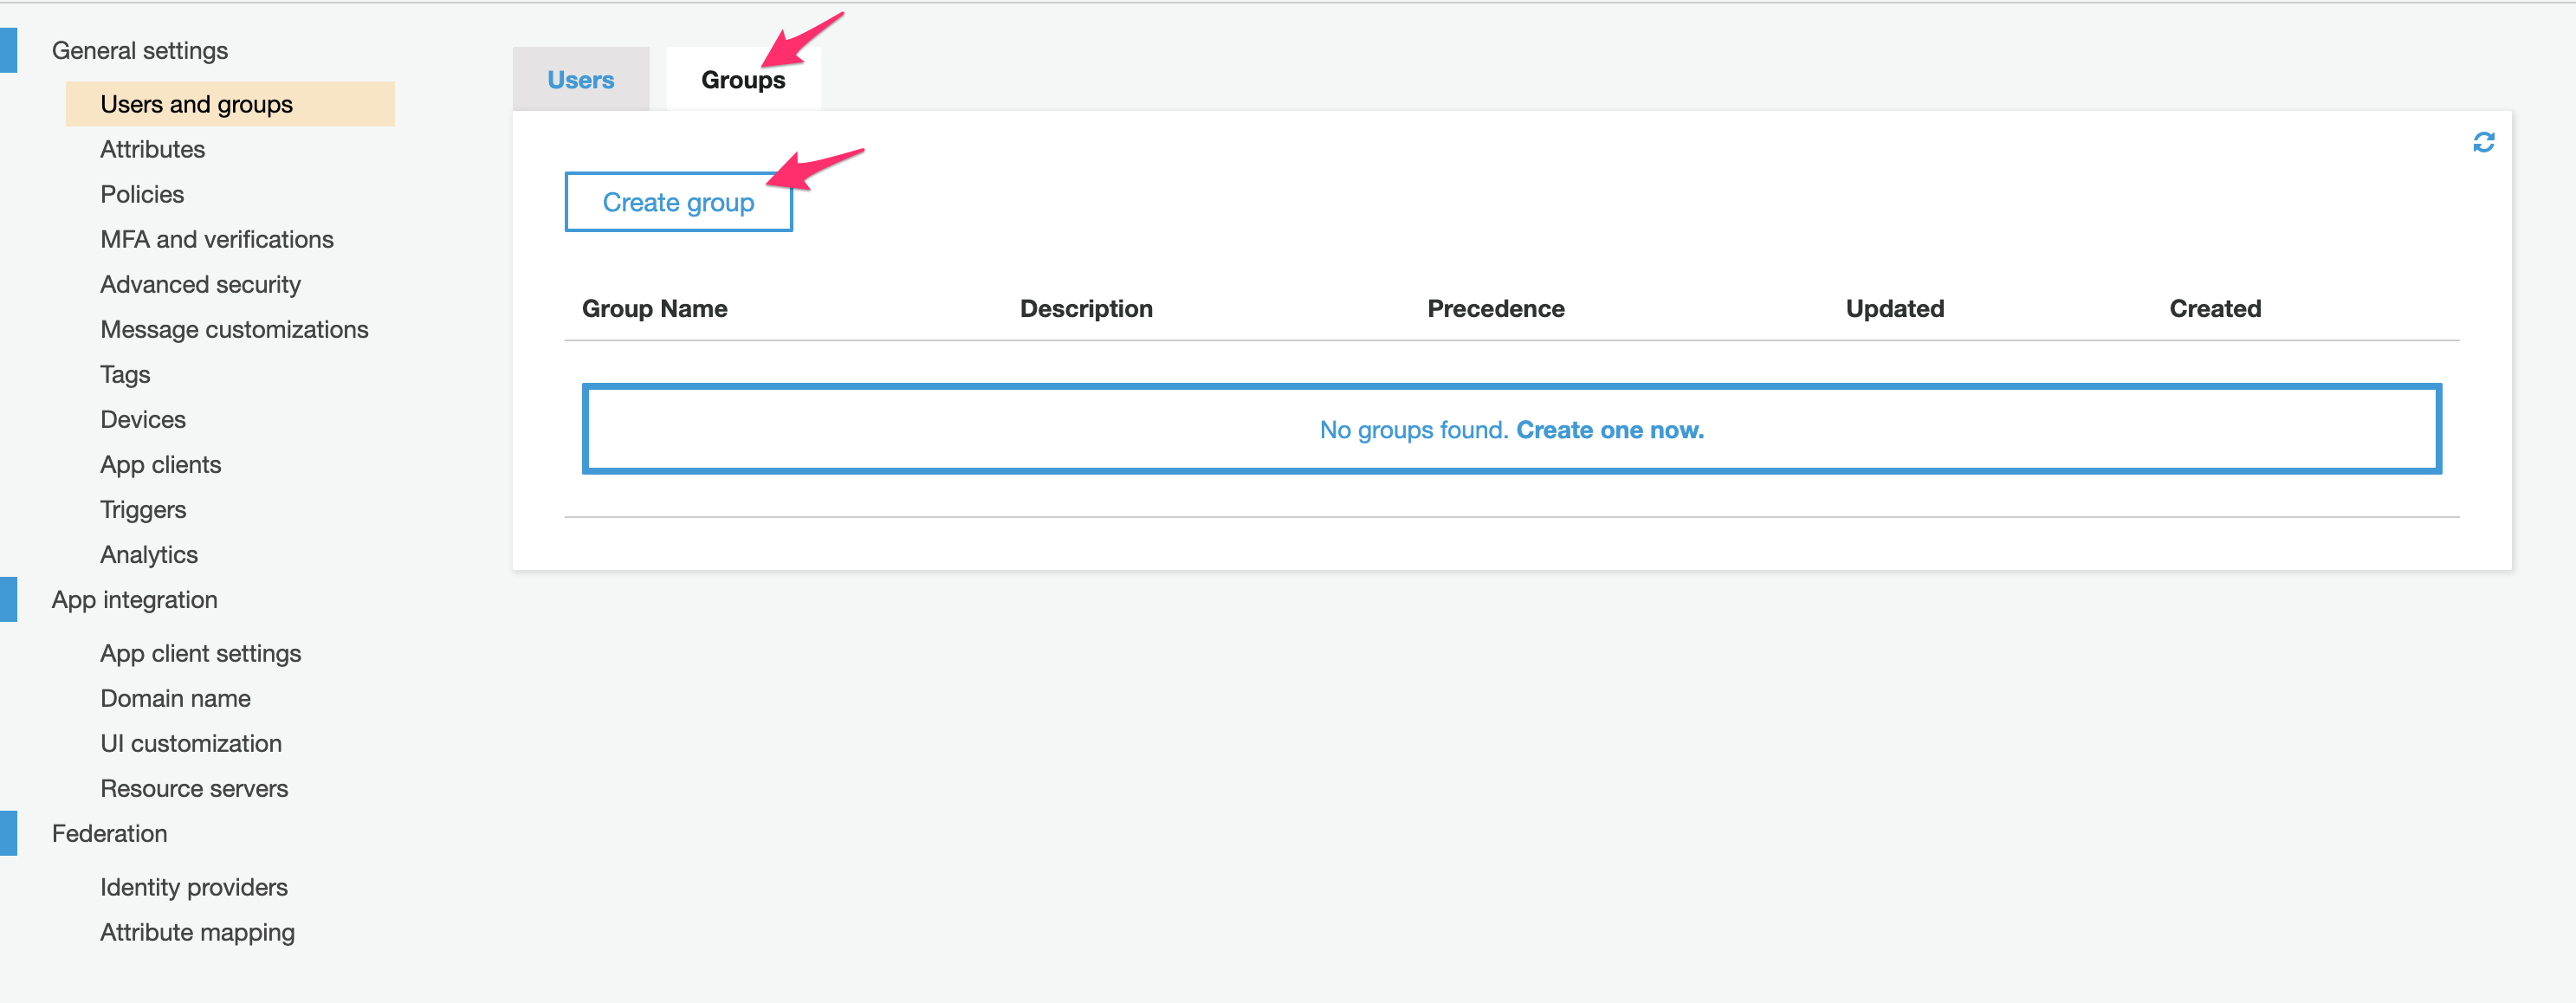 General settings
Users and groups
Attributes
Policies
MFA and verifications
Advanced security
Message customizations
Tags
Devices
App clients
Triggers
Analytics
App integration
App client settings
Domain name
UI customization
Resource servers
Federation
Identity providers
Attribute mapping
Users Groups
Create group
Group Name Description Precedence Updated Created
No groups found. Create one now.